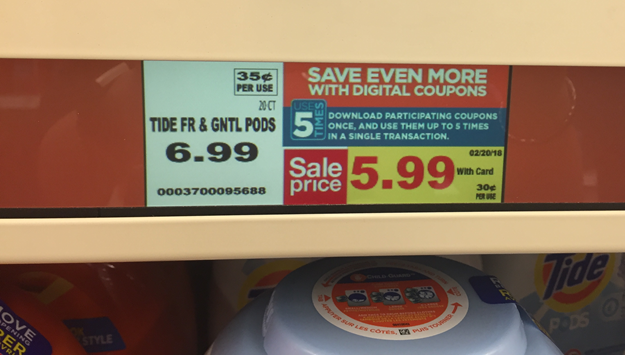 35¢
PER USE
20 CT
TIDE FR & GNTL PODS
6.99
0003700095688
SAVE EVEN MORE
WITH DIGITAL COUPONS
USE
5
TIMES
DOWNLOAD PARTICIPATING COUPONS
ONCE, AND USE THEM UP TO 5 TIMES
IN A SINGLE TRANSACTION.
Sale
price
5.99
02/20/18
With Card
30¢
PER USE
STYLE
Tide
PODS